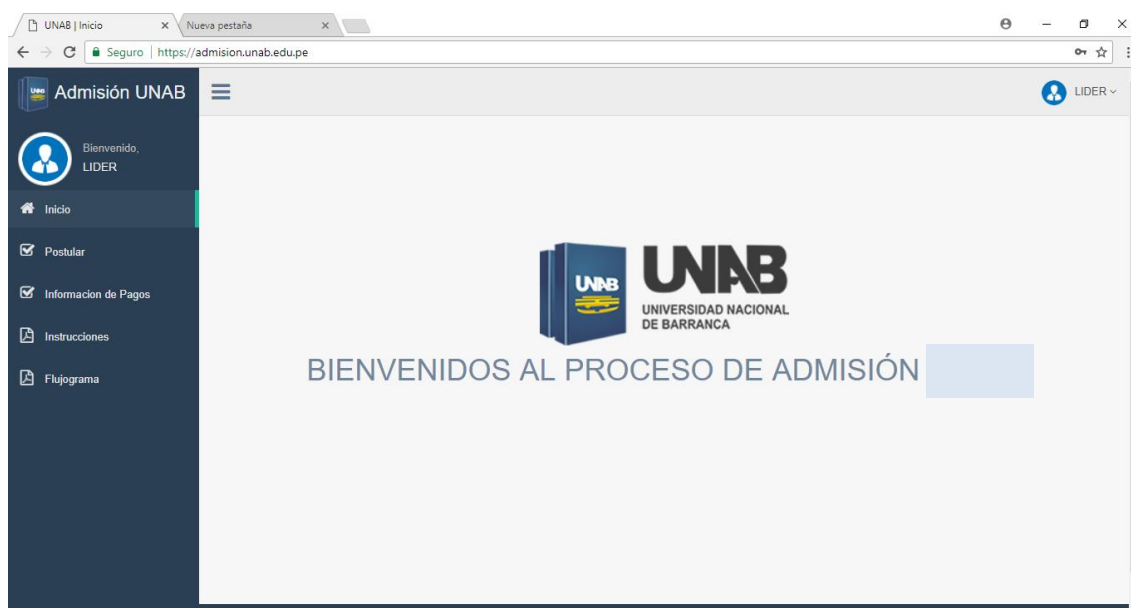 UNAB | Inicio
Nueva pestaña
Seguro | https://admision.unab.edu.pe
Admisión UNAB
LIDER
Bienvenido,
LIDER
Inicio
Postular
Informacion de Pagos
Instrucciones
Flujograma
UNAB
UNAB
UNIVERSIDAD NACIONAL
DE BARRANCA
BIENVENIDOS AL PROCESO DE ADMISIÓN